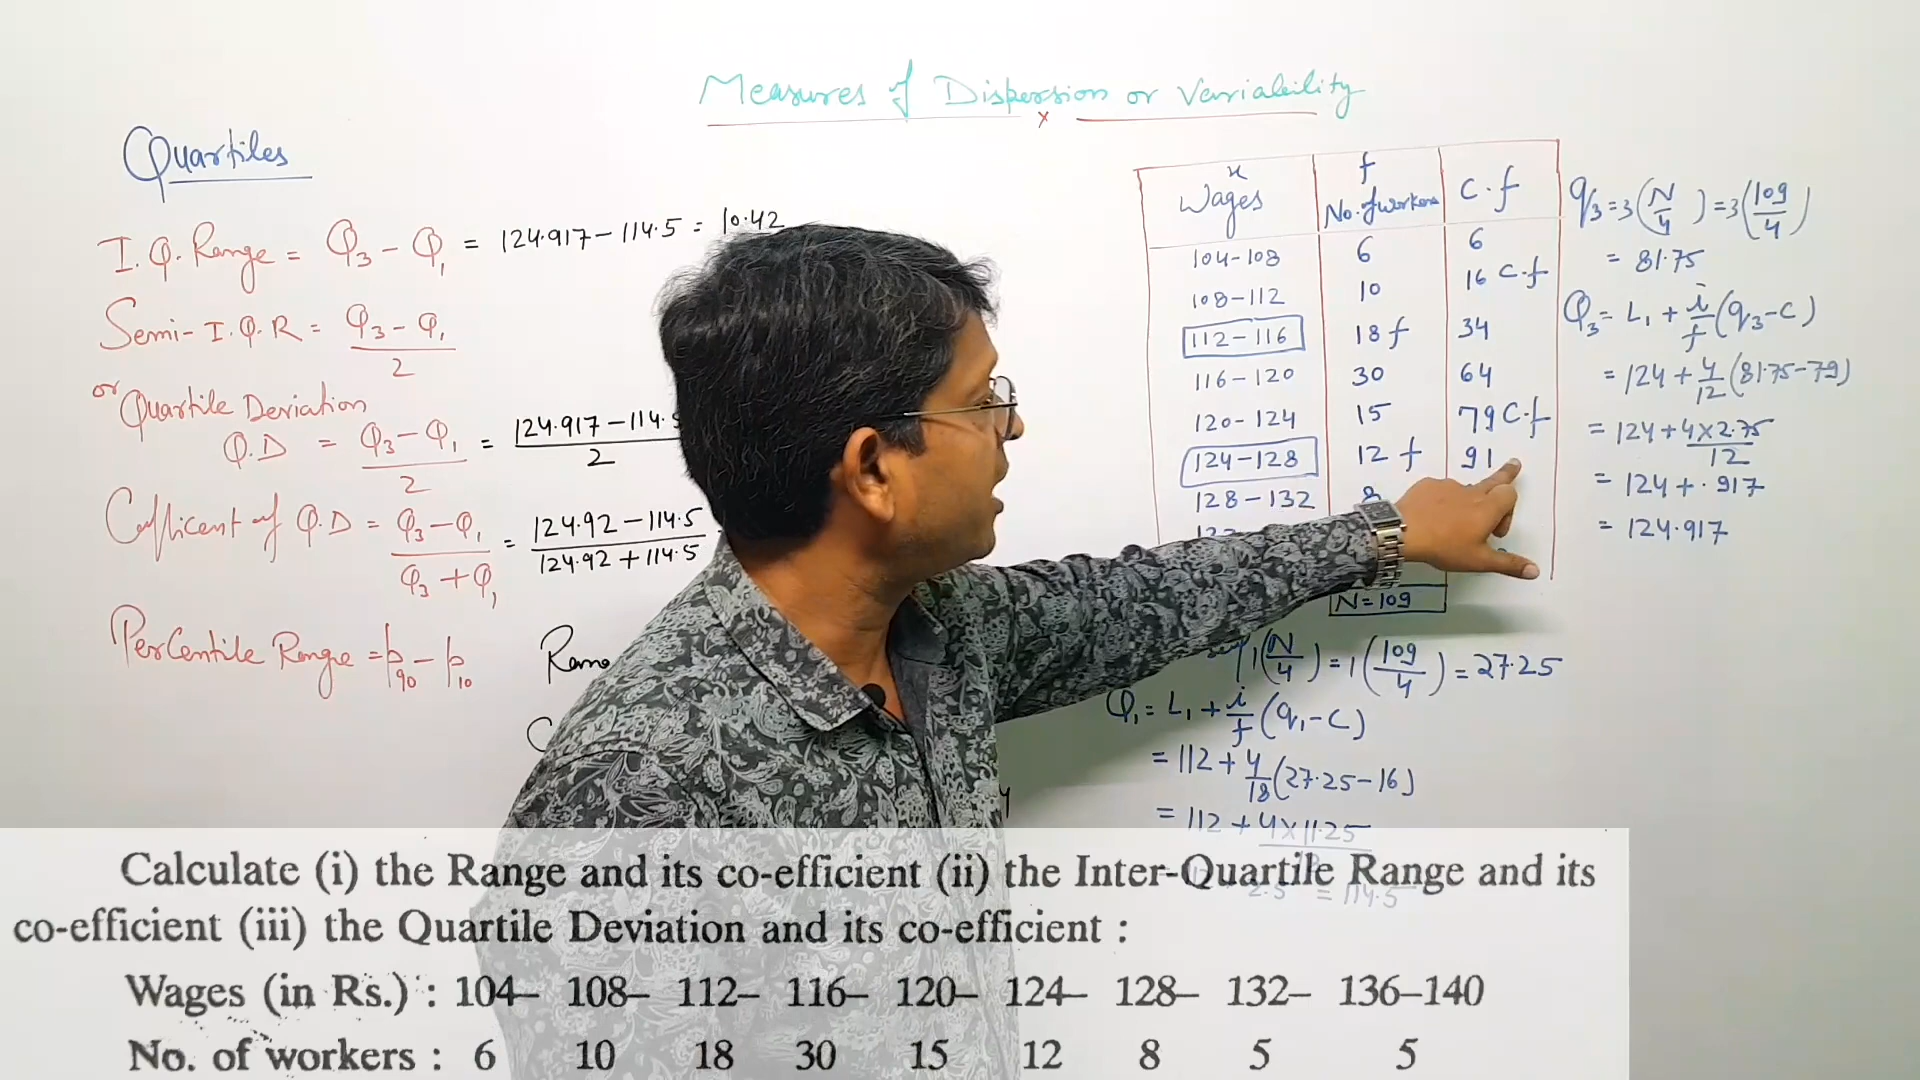 Measures of Dispersion or Variability
x
Quartiles
I.Q. Range = Q3 - Q1 = 124.917 - 114.5 = 10.42
Semi-I.Q.R = Q3 - Q1 / 2
or
Quartile Deviation
Q.D = Q3 - Q1 / 2 = 124.917 - 114.5 / 2
Cofficent of Q.D = Q3 - Q1 / Q3 + Q1 = 124.92 - 114.5 / 124.92 + 114.5
Percentile Range = P90 - P10
x f
Wages No. of workers C.f
104-108 6 6
108-112 10 16 C.f
112-116 18 f 34
116-120 30 64
120-124 15 79 C.f
124-128 12 f 91
128-132 8
N = 109
q3 = 3(N/4) = 3(109/4)
= 81.75
Q3 = L1 + i/f (q3 - C)
= 124 + 4/12 (81.75 - 79)
= 124 + 4×2.75/12
= 124 + .917
= 124.917
1(N/4) = 1(109/4) = 27.25
Q1 = L1 + i/f (q1 - C)
= 112 + 4/18 (27.25 - 16)
= 112 + 4×11.25
= 114.5
Calculate (i) the Range and its co-efficient (ii) the Inter-Quartile Range and its
co-efficient (iii) the Quartile Deviation and its co-efficient :
Wages (in Rs.) : 104– 108– 112– 116– 120– 124– 128– 132– 136–140
No. of workers : 6 10 18 30 15 12 8 5 5